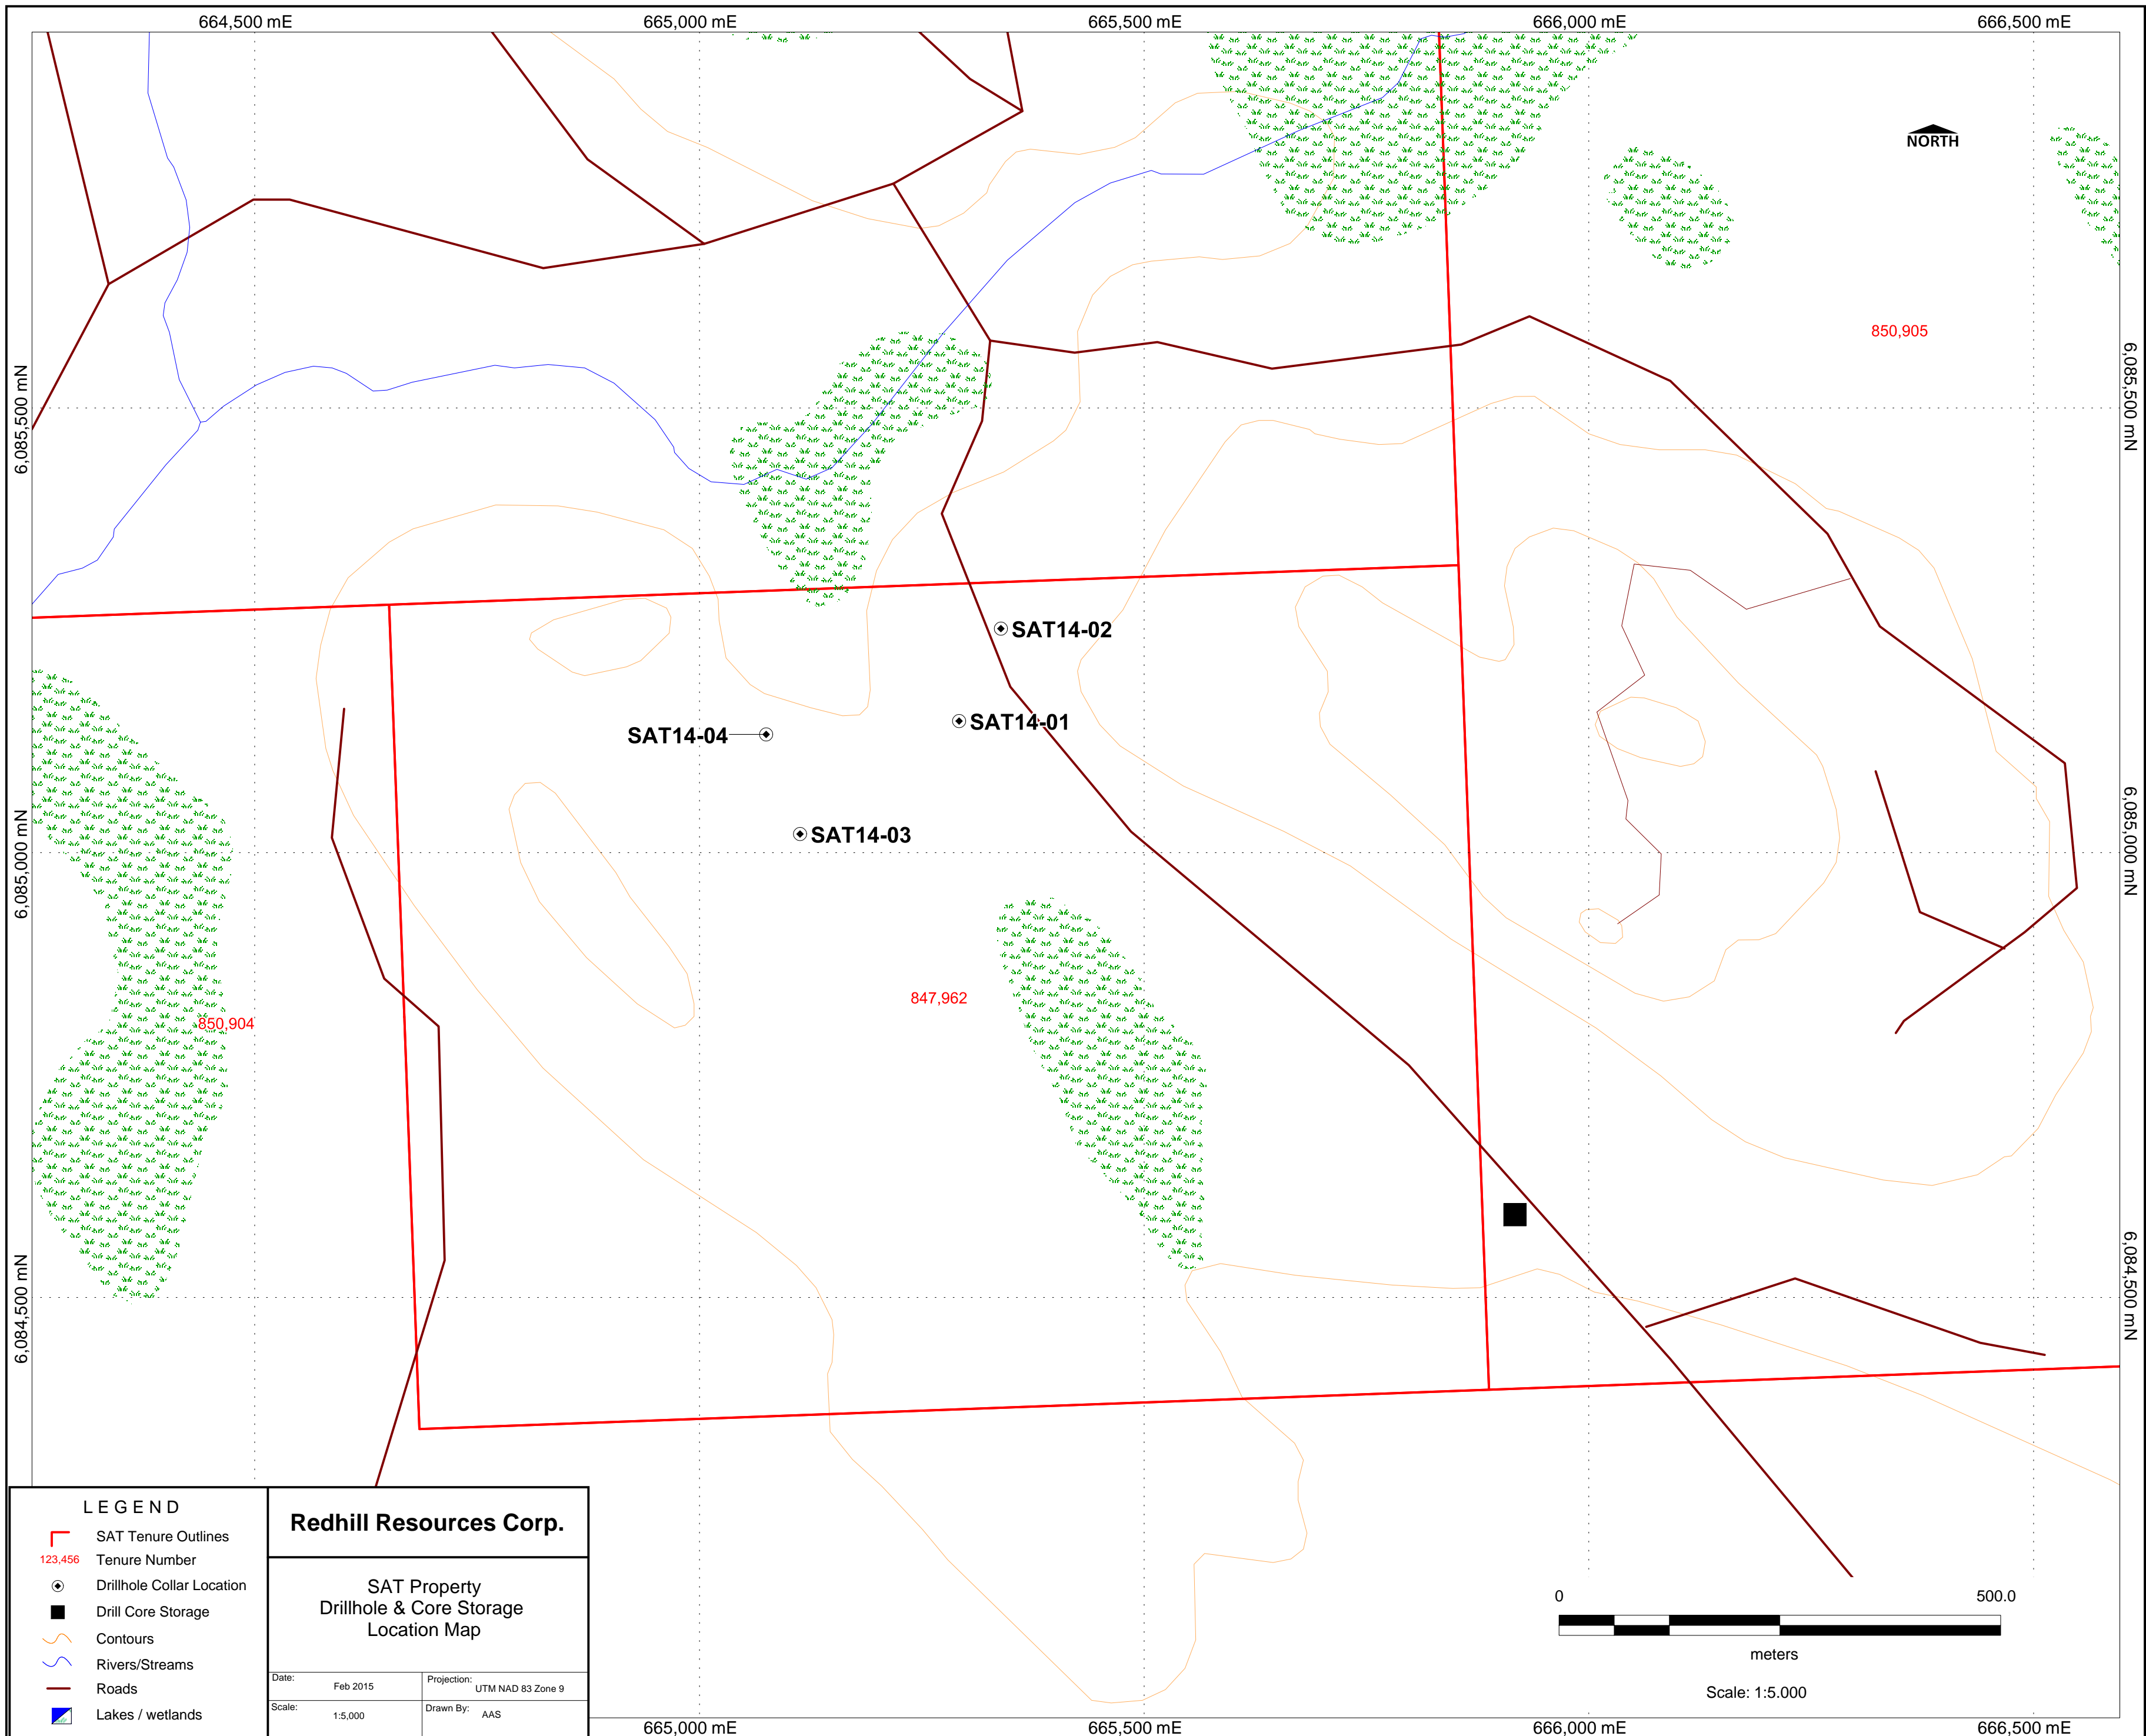 664,500 mE
665,000 mE
665,500 mE
666,000 mE
666,500 mE
NORTH
850,905
6,085,500 mN
6,085,500 mN
SAT14-02
SAT14-01
SAT14-04
SAT14-03
6,085,000 mN
6,085,000 mN
847,962
850,904
6,084,500 mN
6,084,500 mN
LEGEND
SAT Tenure Outlines
123,456 Tenure Number
Drillhole Collar Location
Drill Core Storage
Contours
Rivers/Streams
Roads
Lakes / wetlands
Redhill Resources Corp.
SAT Property
Drillhole & Core Storage
Location Map
Date: Feb 2015
Projection: UTM NAD 83 Zone 9
Scale: 1:5,000
Drawn By: AAS
0 500.0
meters
Scale: 1:5.000
665,000 mE
665,500 mE
666,000 mE
666,500 mE